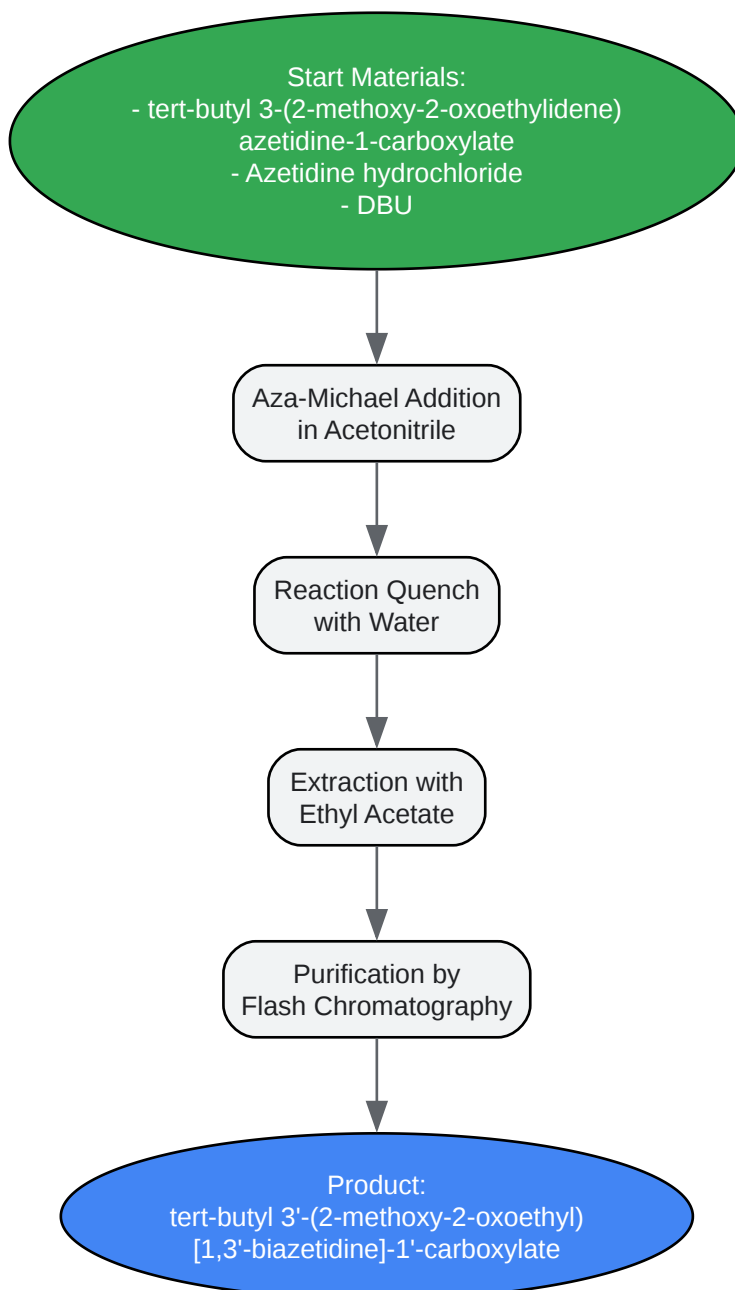 Start Materials:
- tert-butyl 3-(2-methoxy-2-oxoethylidene)
azetidine-1-carboxylate
- Azetidine hydrochloride
- DBU
Aza-Michael Addition
in Acetonitrile
Reaction Quench
with Water
Extraction with
Ethyl Acetate
Purification by
Flash Chromatography
Product:
tert-butyl 3'-(2-methoxy-2-oxoethyl)
[1,3'-biazetidine]-1'-carboxylate